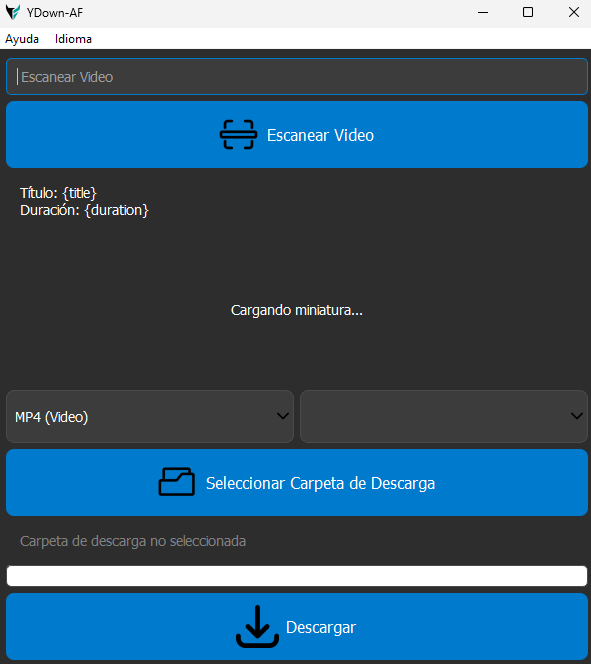 YDown-AF
Ayuda Idioma
Escanear Video
Escanear Video
Título: {title}
Duración: {duration}
Cargando miniatura...
MP4 (Video)
Seleccionar Carpeta de Descarga
Carpeta de descarga no seleccionada
Descargar